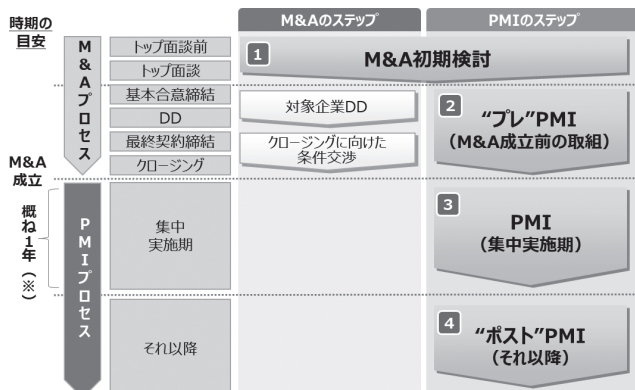 時期の
目安
M&Aのステップ
PMIのステップ
M&Aプロセス
トップ面談前
トップ面談
基本合意締結
DD
最終契約締結
クロージング
1
M&A初期検討
対象企業DD
クロージングに向けた
条件交渉
2
“プレ”PMI
(M&A成立前の取組)
M&A
成立
概ね1年(※)
PMIプロセス
集中
実施期
3
PMI
(集中実施期)
それ以降
4
“ポスト”PMI
(それ以降)